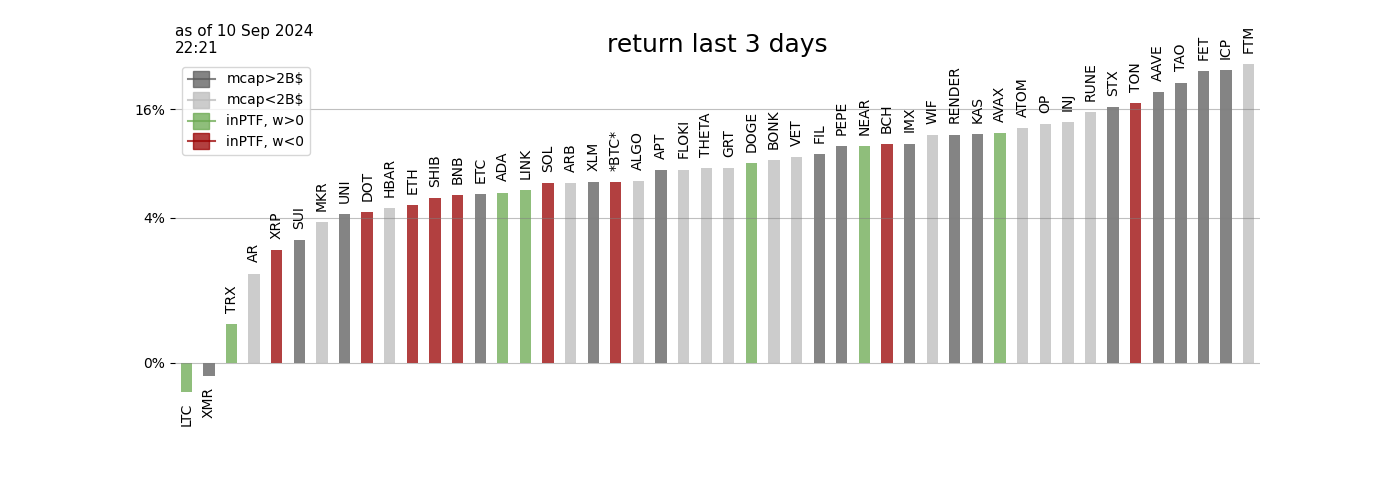 as of 10 Sep 2024
22:21
return last 3 days
mcap>2B$
mcap<2B$
inPTF, w>0
inPTF, w<0
16%
4%
0%
LTC
XMR
TRX
AR
XRP
SUI
MKR
UNI
DOT
HBAR
ETH
SHIB
BNB
ETC
ADA
LINK
SOL
ARB
XLM
*BTC*
ALGO
APT
FLOKI
THETA
GRT
DOGE
BONK
VET
FIL
PEPE
NEAR
BCH
IMX
WIF
RENDER
KAS
AVAX
ATOM
OP
INJ
RUNE
STX
TON
AAVE
TAO
FET
ICP
FTM